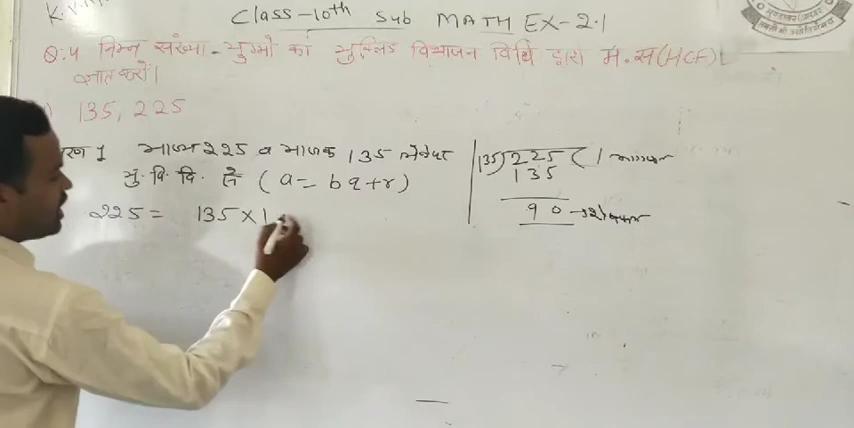 Class-10th Sub MATH EX-2.1
Q:4 निम्न संख्या-युग्मों का युक्लिड विभाजन विधि द्वारा म.स(HCF)
ज्ञात करो।
135, 225
1 भाज्य 225 व भाजक 135 लेकर
यु. वि. वि. से (a = bq+r)
225 = 135×1
135) 225 ( 1 भागफल
135
90 → शेषफल